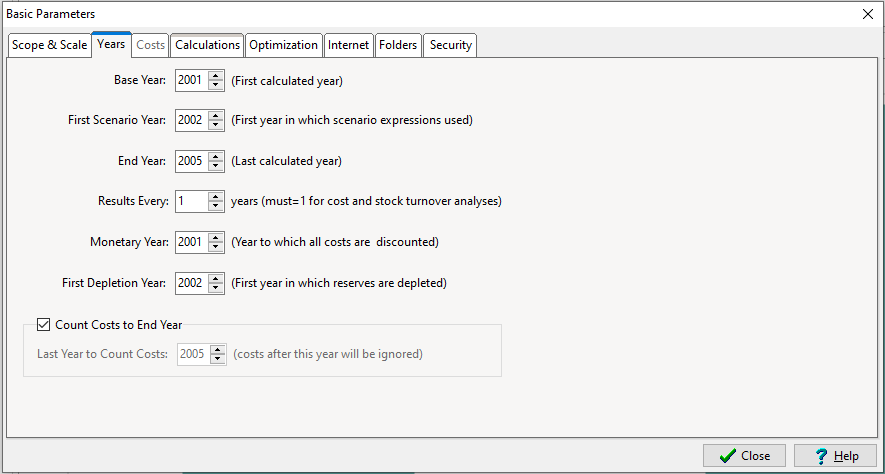 Basic Parameters
Scope & Scale Years Costs Calculations Optimization Internet Folders Security
Base Year: 2001 (First calculated year)
First Scenario Year: 2002 (First year in which scenario expressions used)
End Year: 2005 (Last calculated year)
Results Every: 1 years (must=1 for cost and stock turnover analyses)
Monetary Year: 2001 (Year to which all costs are discounted)
First Depletion Year: 2002 (First year in which reserves are depleted)
Count Costs to End Year
Last Year to Count Costs: 2005 (costs after this year will be ignored)
Close ? Help